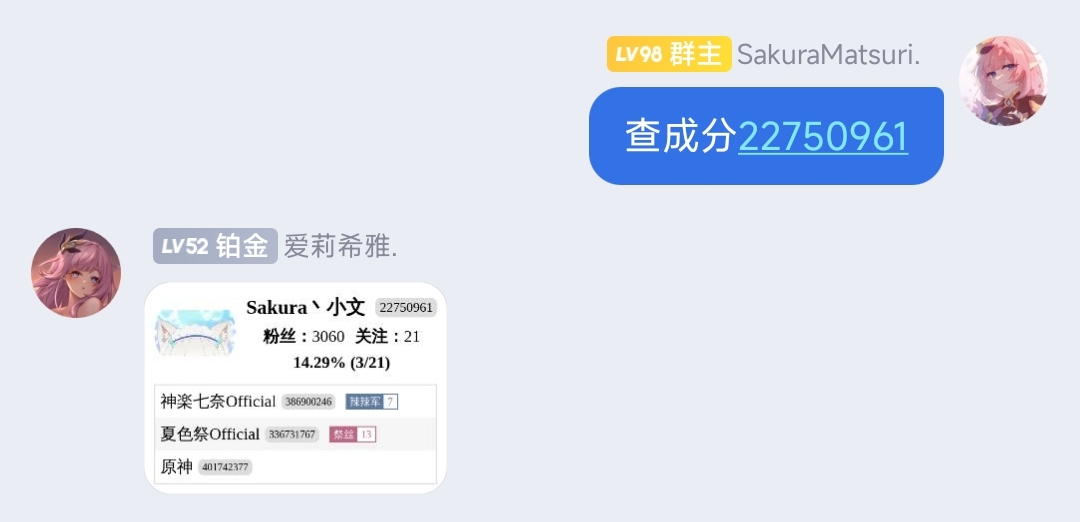 LV98 群主 SakuraMatsuri.
查成分22750961
LV52 铂金 爱莉希雅.
Sakura丶小文 22750961
粉丝：3060 关注：21
14.29% (3/21)
神楽七奈Official 386900246 辣辣军 7
夏色祭Official 336731767 祭丝 13
原神 401742377